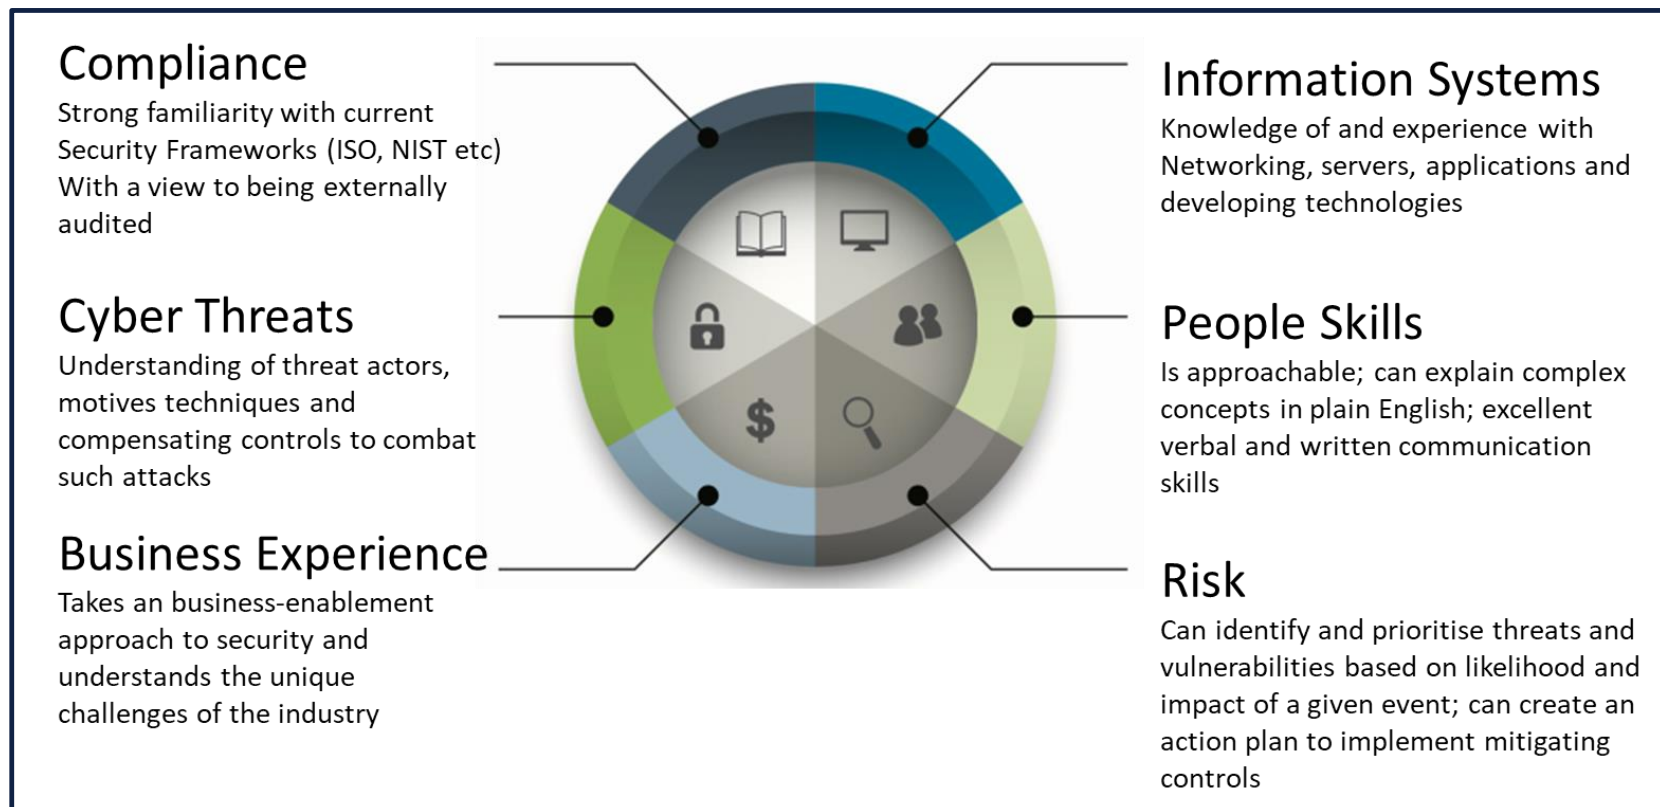 Compliance
Strong familiarity with current
Security Frameworks (ISO, NIST etc)
With a view to being externally
audited
Cyber Threats
Understanding of threat actors,
motives techniques and
compensating controls to combat
such attacks
Business Experience
Takes an business-enablement
approach to security and
understands the unique
challenges of the industry
$
Information Systems
Knowledge of and experience with
Networking, servers, applications and
developing technologies
People Skills
Is approachable; can explain complex
concepts in plain English; excellent
verbal and written communication
skills
Risk
Can identify and prioritise threats and
vulnerabilities based on likelihood and
impact of a given event; can create an
action plan to implement mitigating
controls